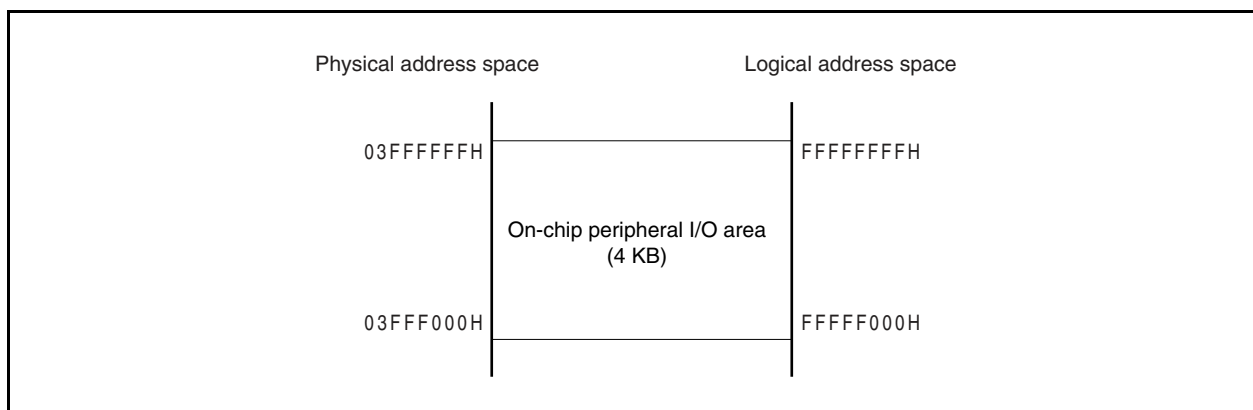 Physical address space
Logical address space
03FFFFFFH
FFFFFFFFH
On-chip peripheral I/O area
(4 KB)
03FFF000H
FFFFF000H